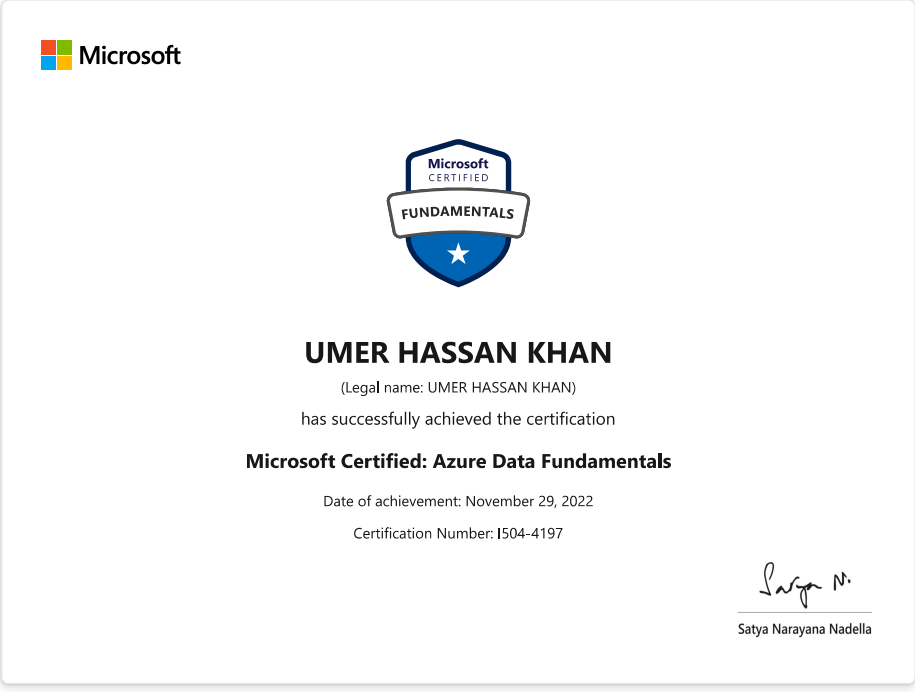 Microsoft
Microsoft
CERTIFIED
FUNDAMENTALS
UMER HASSAN KHAN
(Legal name: UMER HASSAN KHAN)
has successfully achieved the certification
Microsoft Certified: Azure Data Fundamentals
Date of achievement: November 29, 2022
Certification Number: I504-4197
Satya N.
Satya Narayana Nadella